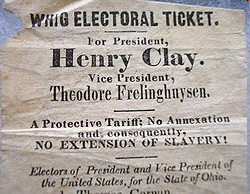 WHIG ELECTORAL TICKET.
For President,
Henry Clay.
Vice President,
Theodore Frelinghuysen.
A Protective Tariff: No Annexation
and, consequently,
NO EXTENSION OF SLAVERY!
Electors of President and Vice President of
the United States, for the State of Ohio.
Thomas Corwin